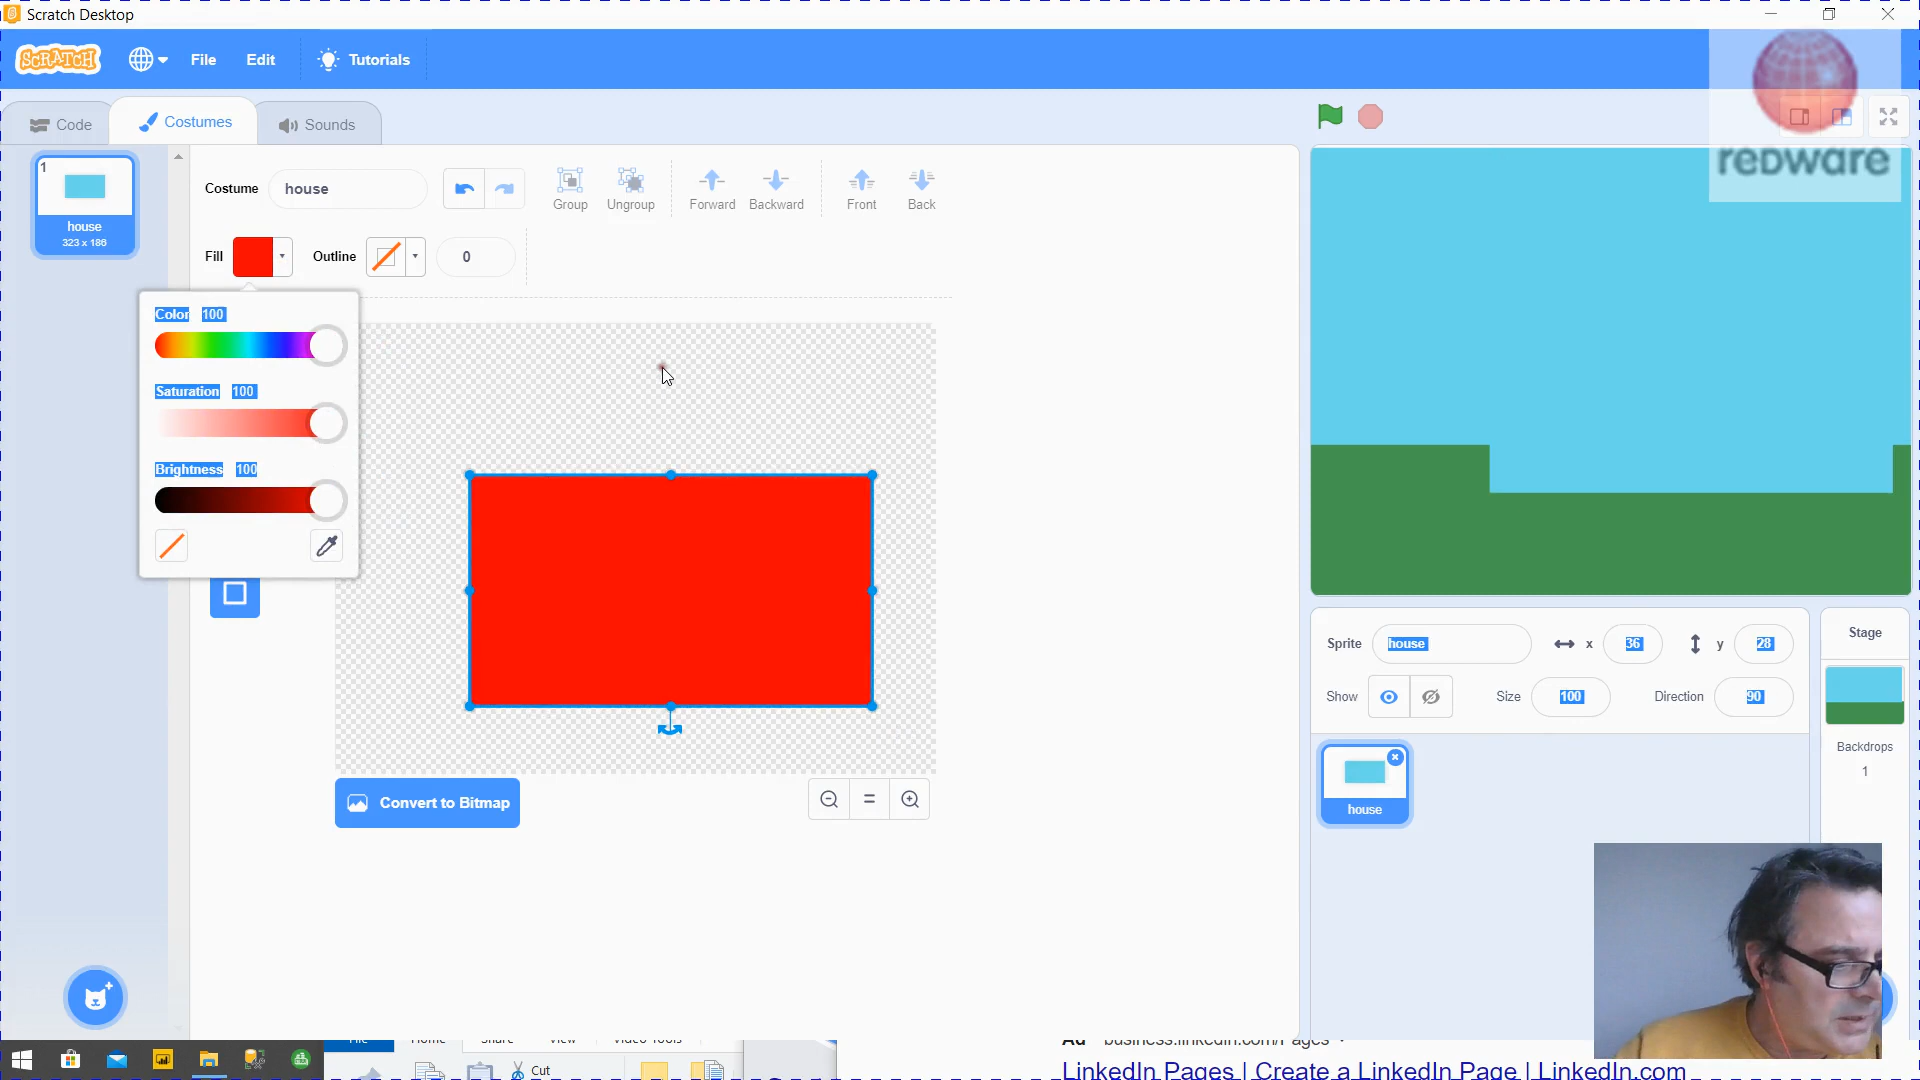 Scratch Desktop
SCRATCH
File
Edit
Tutorials
Code
Costumes
Sounds
redware
1
house
323 x 186
Costume
house
Group
Ungroup
Forward
Backward
Front
Back
Fill
Outline
0
Color 100
Saturation 100
Brightness 100
Convert to Bitmap
Sprite
house
x
36
y
28
Show
Size
100
Direction
90
house
Stage
Backdrops
1
Cut
LinkedIn Pages | Create a LinkedIn Page | LinkedIn.com